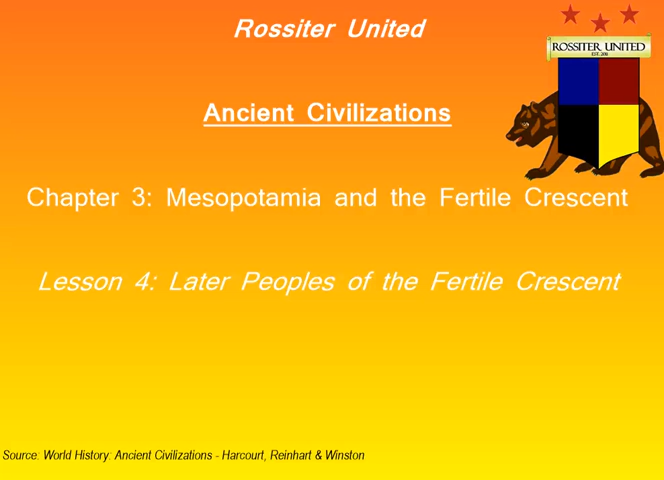 Rossiter United
ROSSITER UNITED
Ancient Civilizations
Chapter 3: Mesopotamia and the Fertile Crescent
Lesson 4: Later Peoples of the Fertile Crescent
Source: World History: Ancient Civilizations - Harcourt, Reinhart & Winston